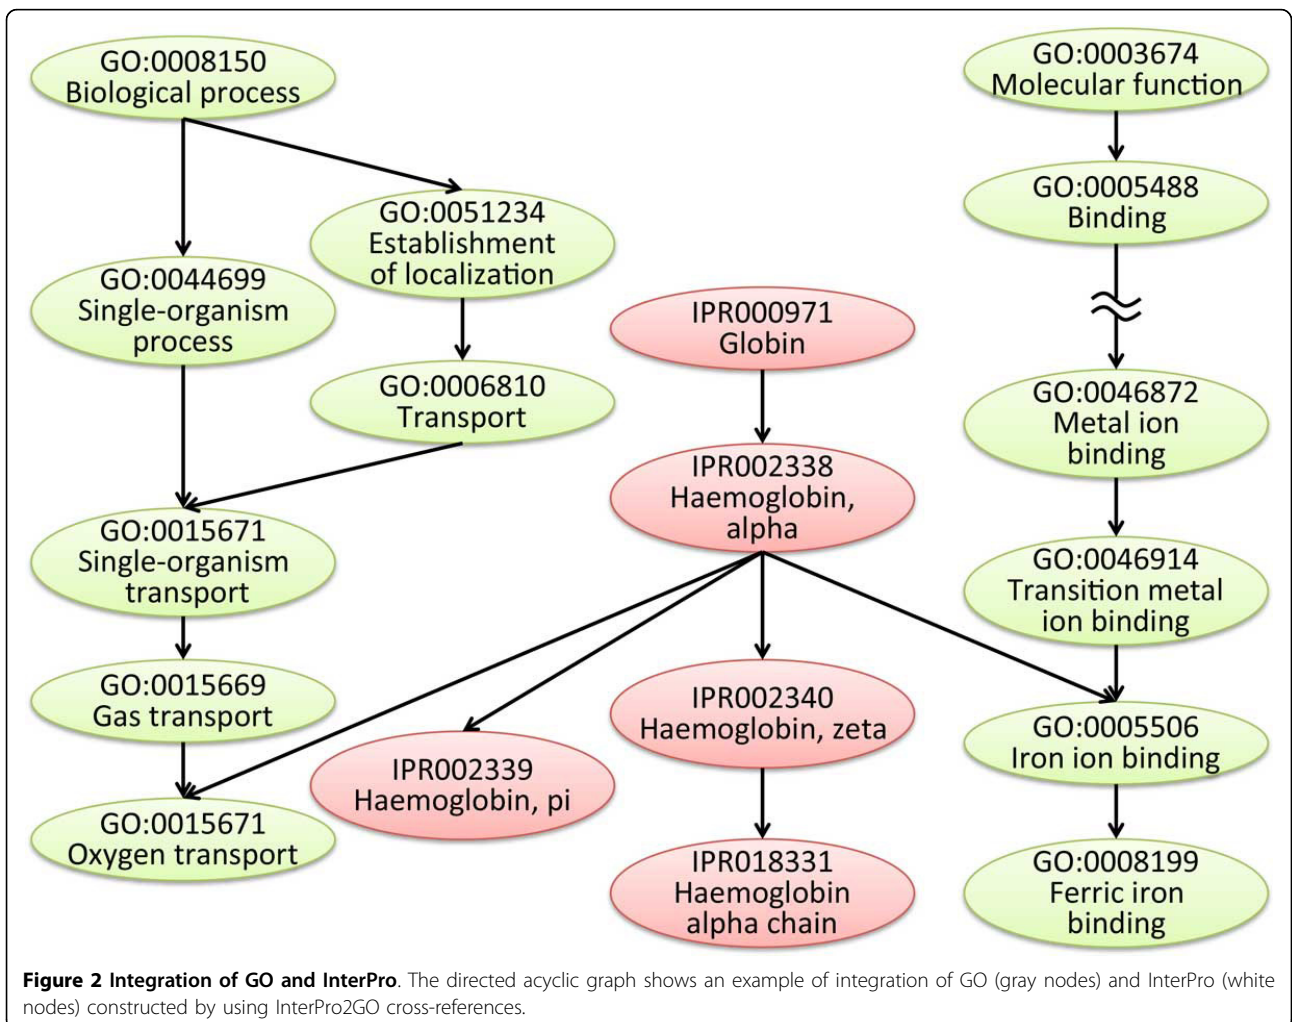 GO:0008150
Biological process
GO:0003674
Molecular function
GO:0051234
Establishment
of localization
GO:0005488
Binding
GO:0044699
Single-organism
process
IPR000971
Globin
GO:0006810
Transport
GO:0046872
Metal ion
binding
IPR002338
Haemoglobin,
alpha
GO:0015671
Single-organism
transport
GO:0046914
Transition metal
ion binding
GO:0015669
Gas transport
IPR002340
Haemoglobin, zeta
GO:0005506
Iron ion binding
IPR002339
Haemoglobin, pi
GO:0015671
Oxygen transport
IPR018331
Haemoglobin
alpha chain
GO:0008199
Ferric iron
binding
Figure 2 Integration of GO and InterPro. The directed acyclic graph shows an example of integration of GO (gray nodes) and InterPro (white
nodes) constructed by using InterPro2GO cross-references.